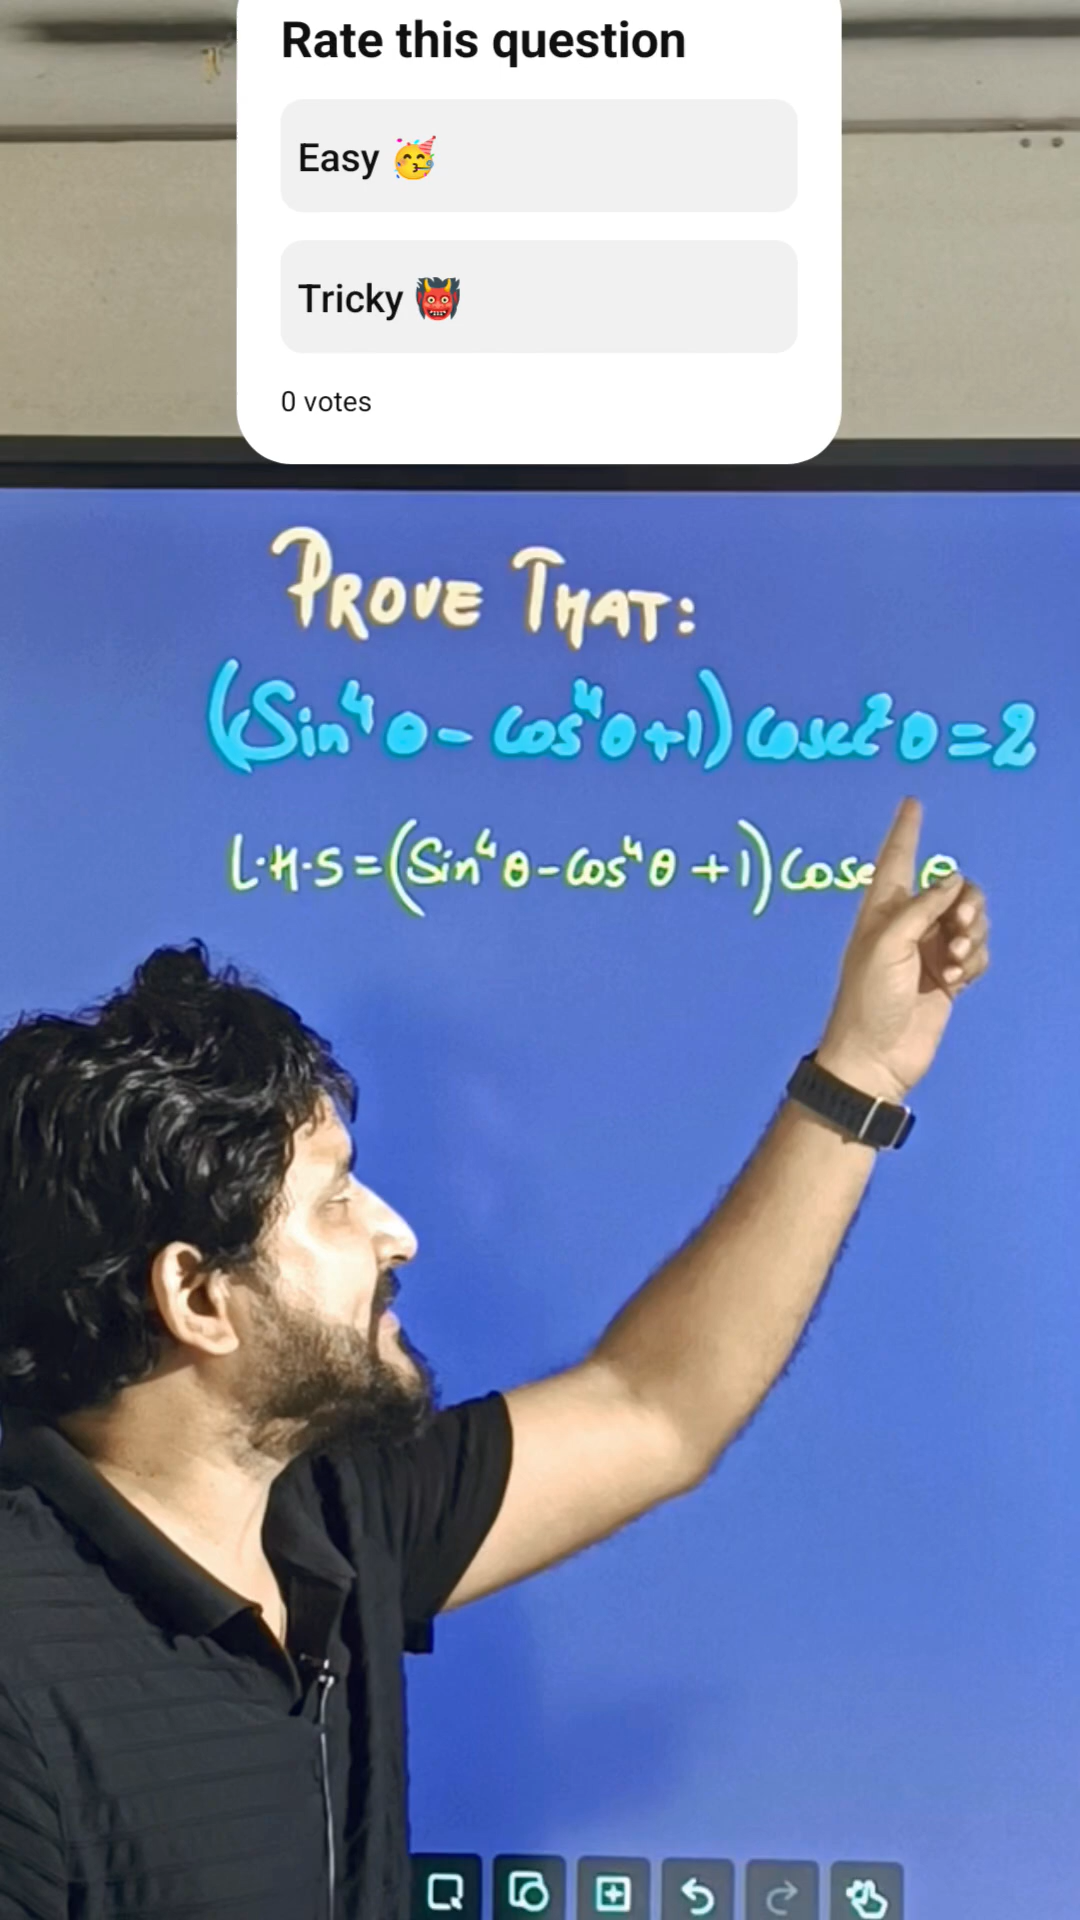 Rate this question
Easy 🥳
Tricky 👹
0 votes
PROVE THAT:
(Sin⁴θ - Cos⁴θ + 1) Cosec²θ = 2
L.H.S = (Sin⁴θ - Cos⁴θ + 1) Cose θ